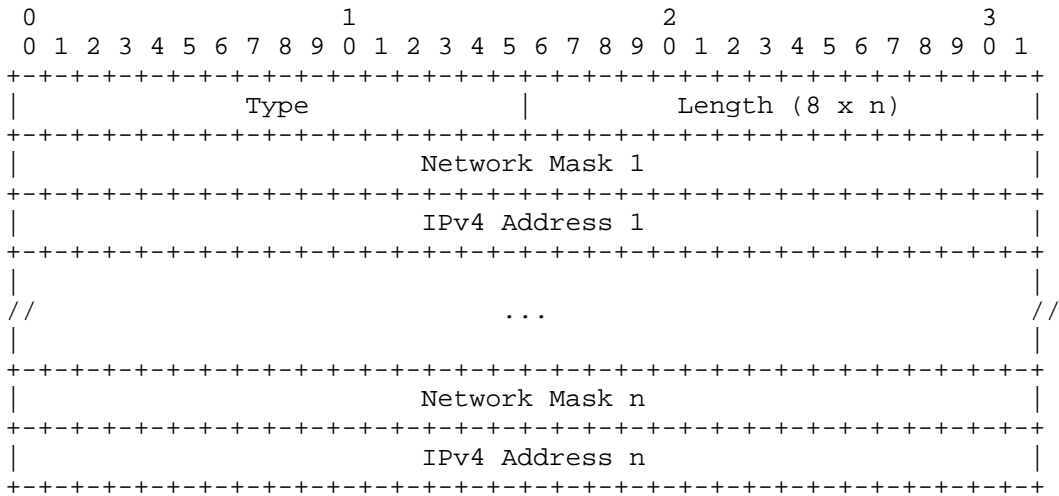 0                   1                   2                   3
0 1 2 3 4 5 6 7 8 9 0 1 2 3 4 5 6 7 8 9 0 1 2 3 4 5 6 7 8 9 0 1
+-+-+-+-+-+-+-+-+-+-+-+-+-+-+-+-+-+-+-+-+-+-+-+-+-+-+-+-+-+-+-+-+
|              Type             |         Length (8 x n)        |
+-+-+-+-+-+-+-+-+-+-+-+-+-+-+-+-+-+-+-+-+-+-+-+-+-+-+-+-+-+-+-+-+
|                         Network Mask 1                        |
+-+-+-+-+-+-+-+-+-+-+-+-+-+-+-+-+-+-+-+-+-+-+-+-+-+-+-+-+-+-+-+-+
|                         IPv4 Address 1                        |
+-+-+-+-+-+-+-+-+-+-+-+-+-+-+-+-+-+-+-+-+-+-+-+-+-+-+-+-+-+-+-+-+
|                                                               |
//                             ...                              //
|                                                               |
+-+-+-+-+-+-+-+-+-+-+-+-+-+-+-+-+-+-+-+-+-+-+-+-+-+-+-+-+-+-+-+-+
|                         Network Mask n                        |
+-+-+-+-+-+-+-+-+-+-+-+-+-+-+-+-+-+-+-+-+-+-+-+-+-+-+-+-+-+-+-+-+
|                         IPv4 Address n                        |
+-+-+-+-+-+-+-+-+-+-+-+-+-+-+-+-+-+-+-+-+-+-+-+-+-+-+-+-+-+-+-+-+